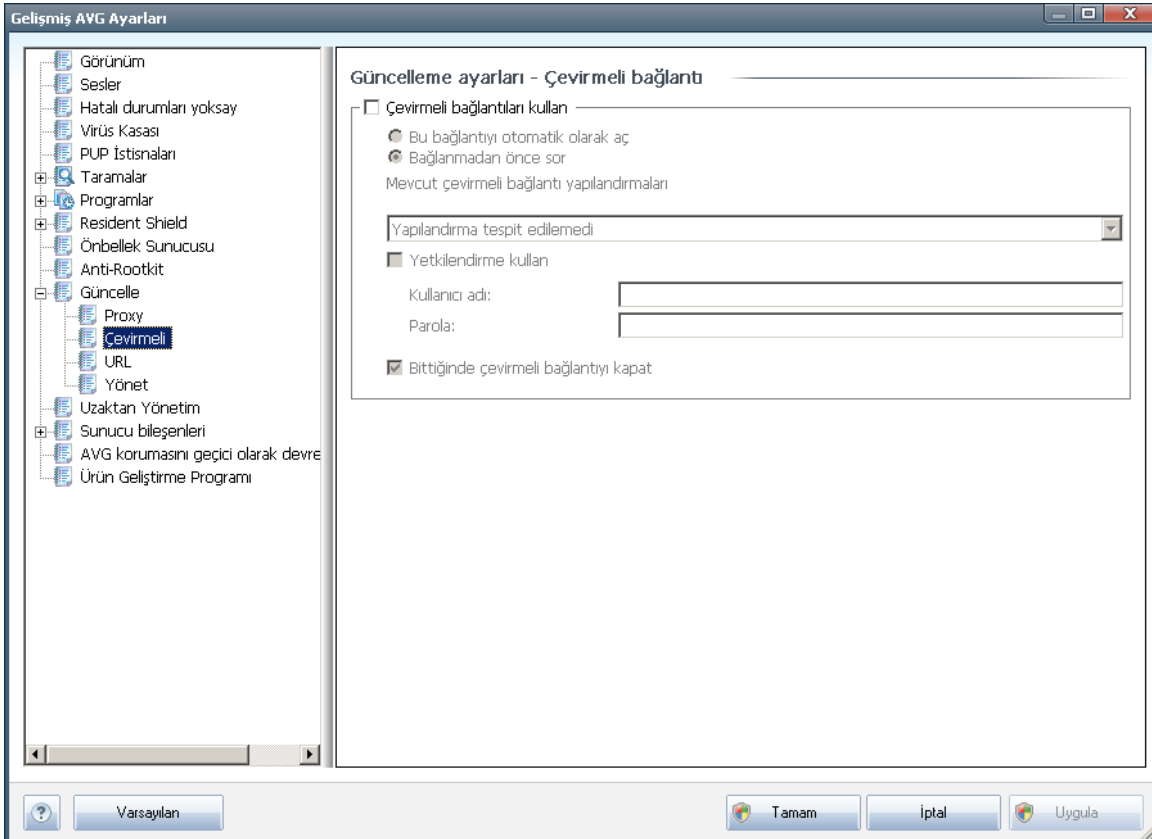 Gelişmiş AVG Ayarları
Görünüm
Sesler
Hatalı durumları yoksay
Virüs Kasası
PUP İstisnaları
Taramalar
Programlar
Resident Shield
Önbellek Sunucusu
Anti-Rootkit
Güncelle
Proxy
Çevirmeli
URL
Yönet
Uzaktan Yönetim
Sunucu bileşenleri
AVG korumasını geçici olarak devre
Ürün Geliştirme Programı
Güncelleme ayarları - Çevirmeli bağlantı
Çevirmeli bağlantıları kullan
Bu bağlantıyı otomatik olarak aç
Bağlanmadan önce sor
Mevcut çevirmeli bağlantı yapılandırmaları
Yapılandırma tespit edilemedi
Yetkilendirme kullan
Kullanıcı adı:
Parola:
Bittiğinde çevirmeli bağlantıyı kapat
? Varsayılan Tamam İptal Uygula